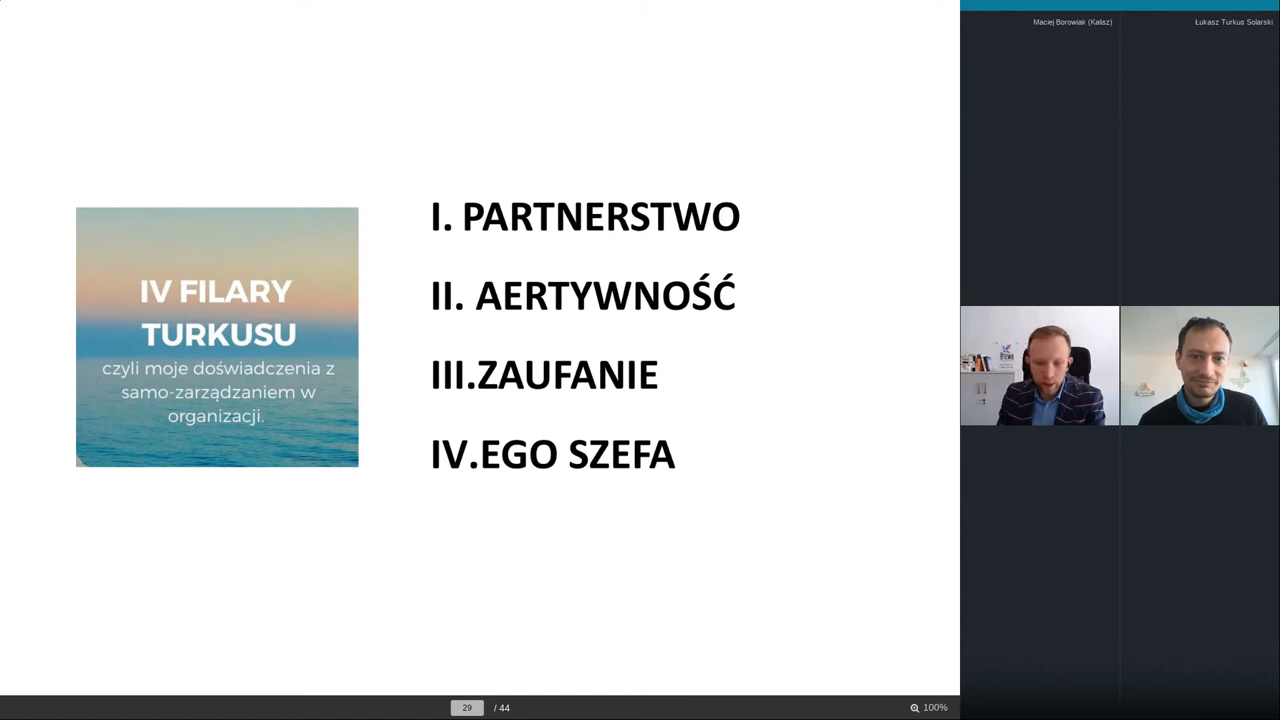 Maciej Borowiak (Kalisz)
Łukasz Turkus Solarski
I. PARTNERSTWO
II. AERTYWNOŚĆ
III.ZAUFANIE
IV.EGO SZEFA
IV FILARY
TURKUSU
czyli moje doświadczenia z
samo-zarządzaniem w
organizacji.
29 / 44
100%